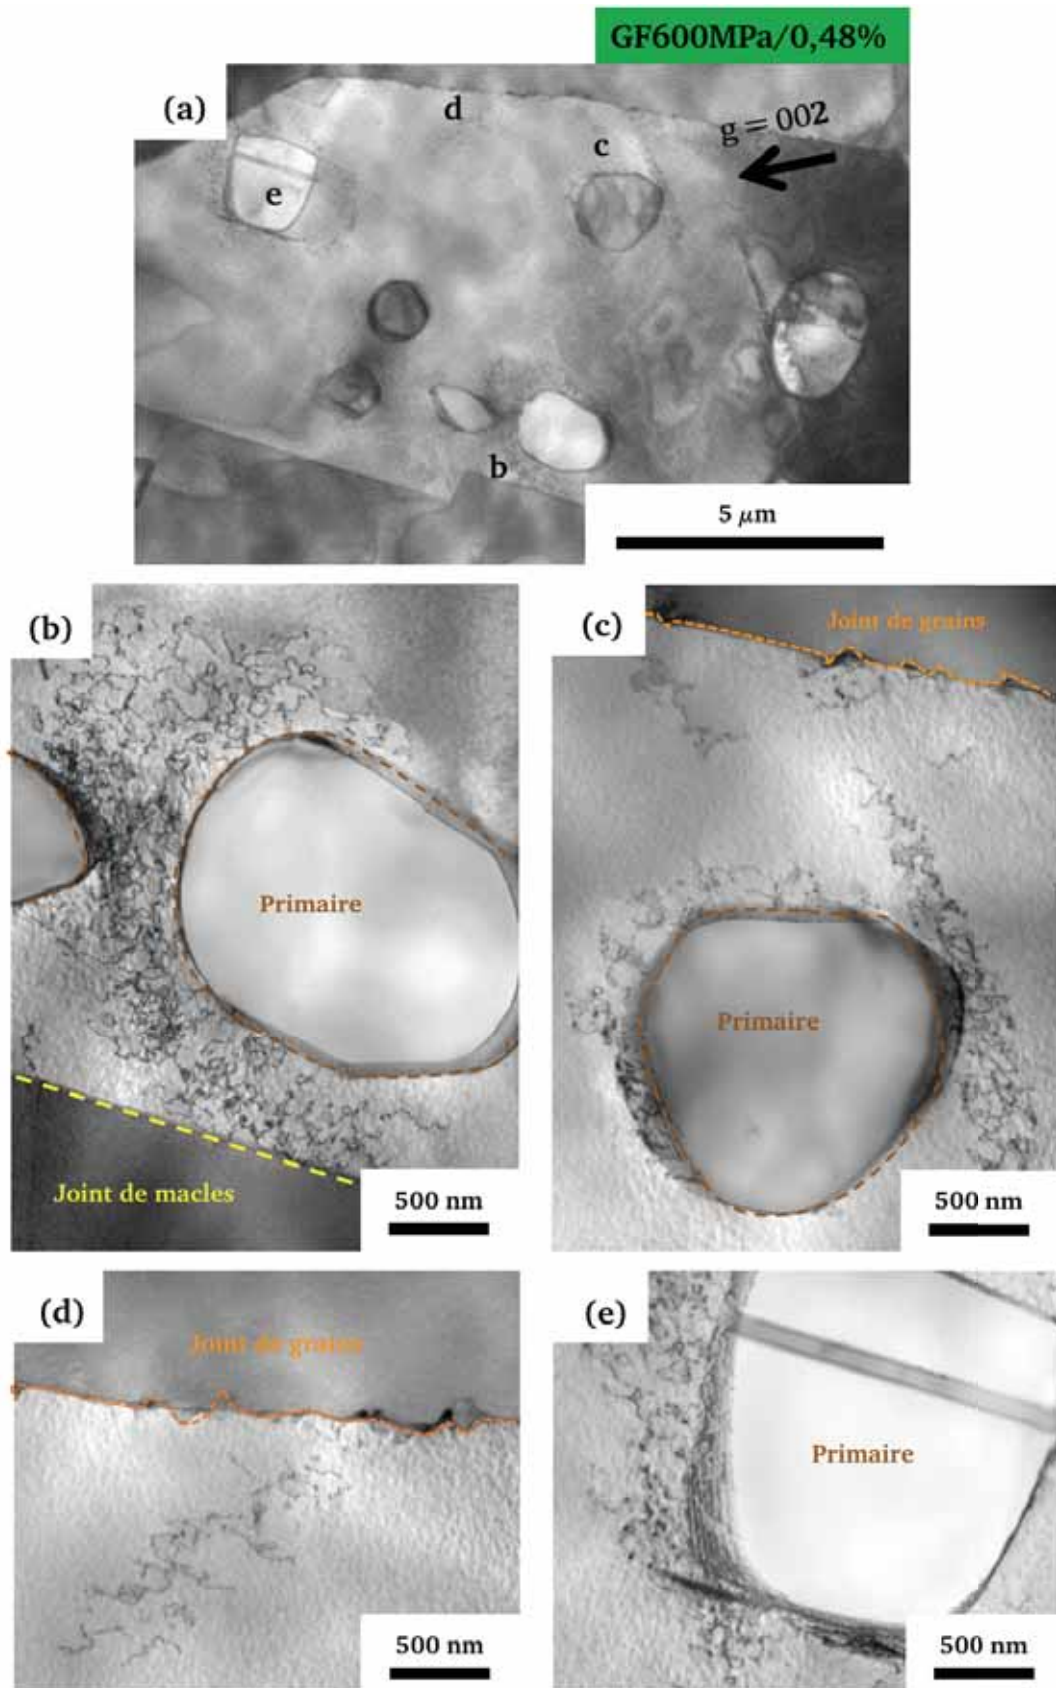 GF600MPa/0,48%
(a)
d
g = 002
c
e
b
5 μm
(b)
Primaire
Joint de macles
500 nm
(c)
Joint de grains
Primaire
500 nm
(d)
Joint de grains
500 nm
(e)
Primaire
500 nm